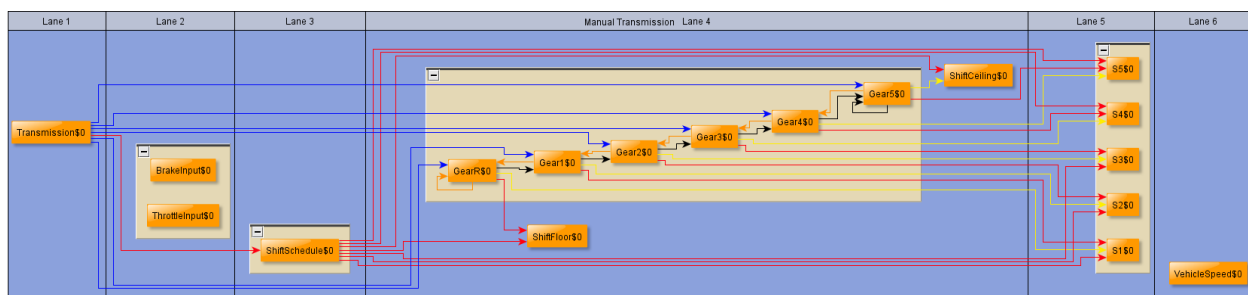 Lane 1
Lane 2
Lane 3
Manual Transmission Lane 4
Lane 5
Lane 6
S5$0
ShiftCeiling$0
Gear5$0
S4$0
Gear4$0
Transmission$0
Gear3$0
Gear2$0
S3$0
Gear1$0
BrakeInput$0
GearR$0
S2$0
ThrottleInput$0
ShiftFloor$0
ShiftSchedule$0
S1$0
VehicleSpeed$0